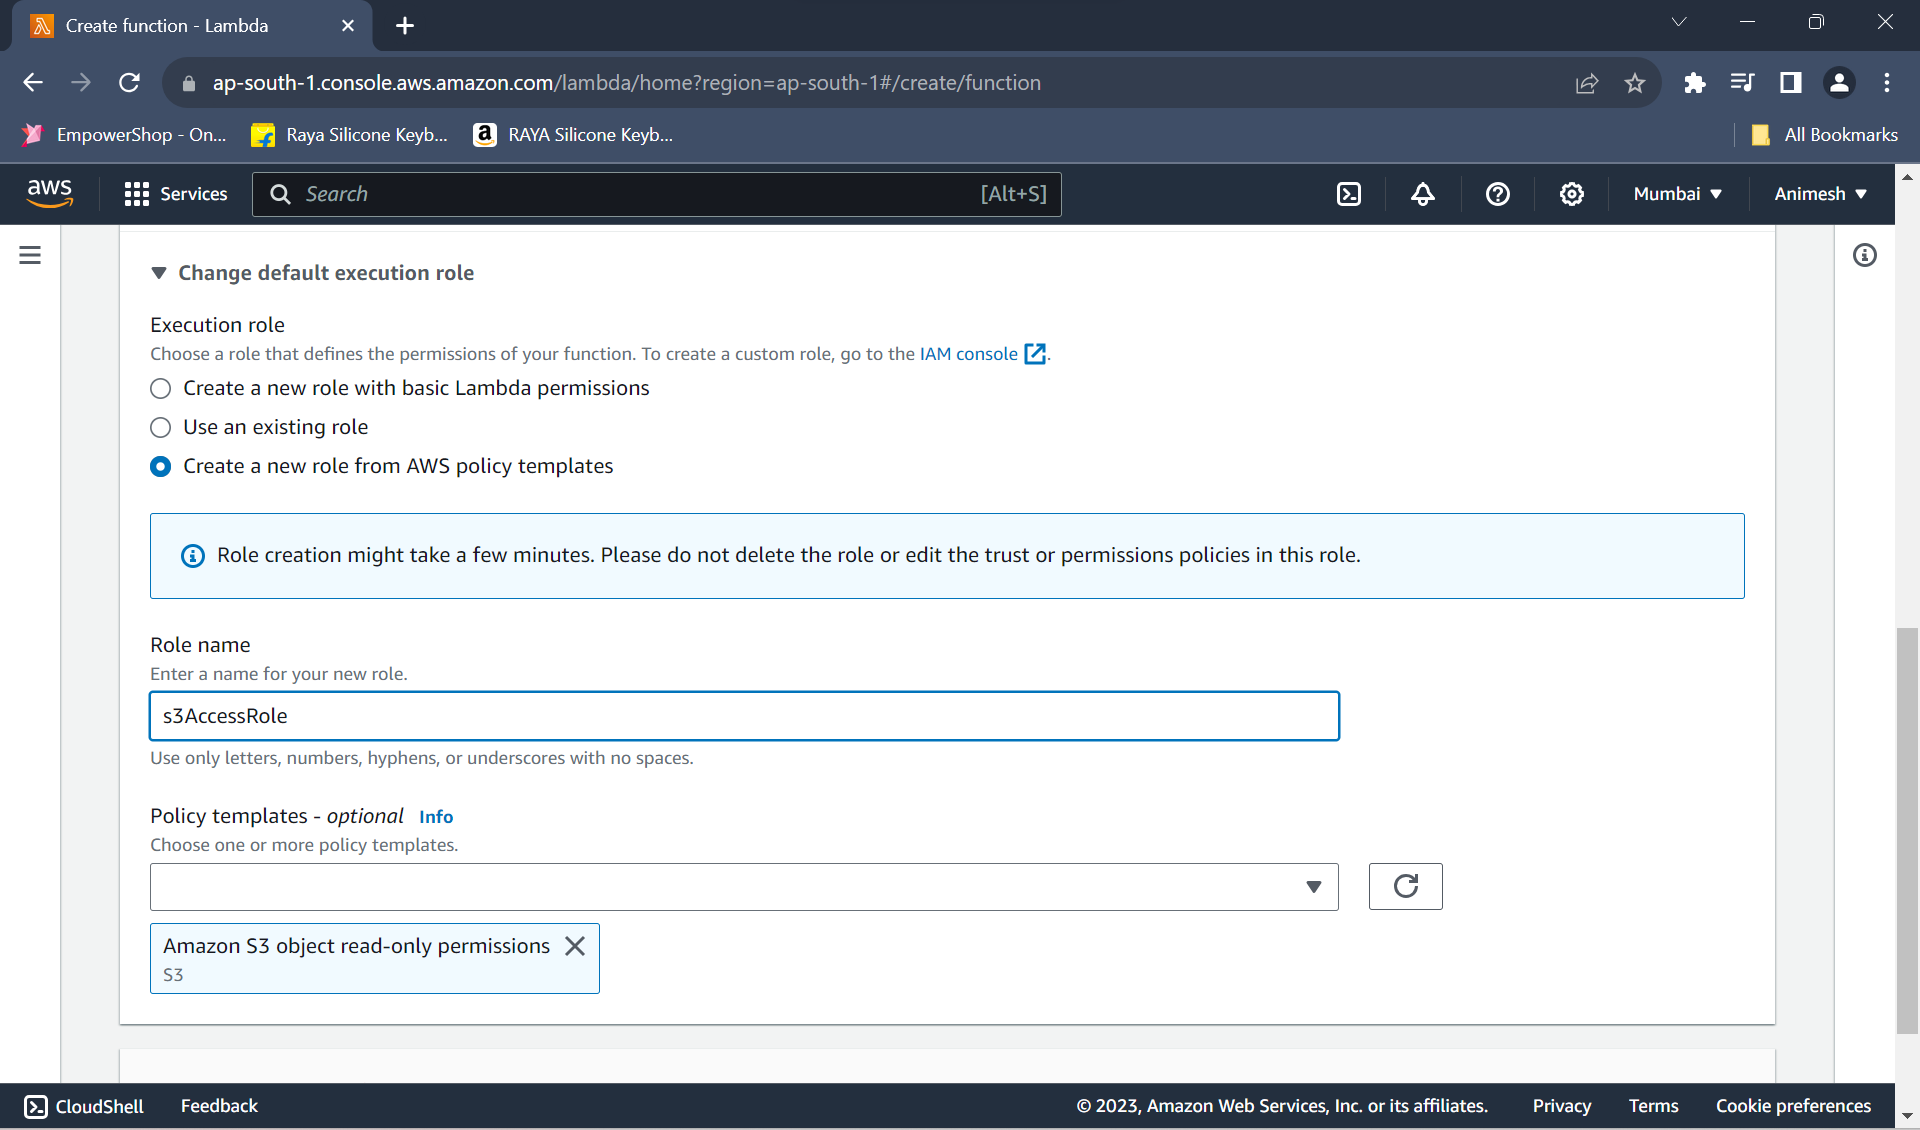 Create function - Lambda
ap-south-1.console.aws.amazon.com/lambda/home?region=ap-south-1#/create/function
EmpowerShop - On...
Raya Silicone Keyb...
RAYA Silicone Keyb...
All Bookmarks
aws
Services
Search
[Alt+S]
Mumbai
Animesh
Change default execution role
Execution role
Choose a role that defines the permissions of your function. To create a custom role, go to the IAM console.
Create a new role with basic Lambda permissions
Use an existing role
Create a new role from AWS policy templates
Role creation might take a few minutes. Please do not delete the role or edit the trust or permissions policies in this role.
Role name
Enter a name for your new role.
s3AccessRole
Use only letters, numbers, hyphens, or underscores with no spaces.
Policy templates - optional Info
Choose one or more policy templates.
Amazon S3 object read-only permissions
S3
CloudShell
Feedback
© 2023, Amazon Web Services, Inc. or its affiliates.
Privacy
Terms
Cookie preferences